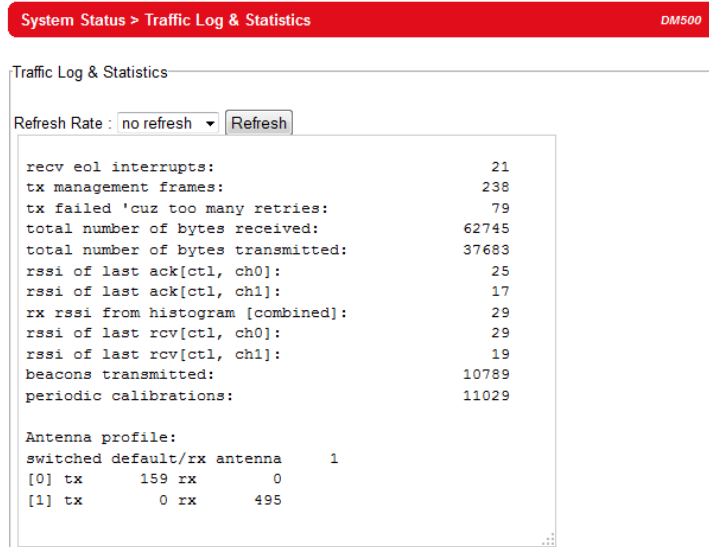 System Status > Traffic Log & Statistics DM500
Traffic Log & Statistics
Refresh Rate : no refresh Refresh
recv eol interrupts: 21
tx management frames: 238
tx failed 'cuz too many retries: 79
total number of bytes received: 62745
total number of bytes transmitted: 37683
rssi of last ack[ctl, ch0]: 25
rssi of last ack[ctl, ch1]: 17
rx rssi from histogram [combined]: 29
rssi of last rcv[ctl, ch0]: 29
rssi of last rcv[ctl, ch1]: 19
beacons transmitted: 10789
periodic calibrations: 11029
Antenna profile:
switched default/rx antenna 1
[0] tx 159 rx 0
[1] tx 0 rx 495